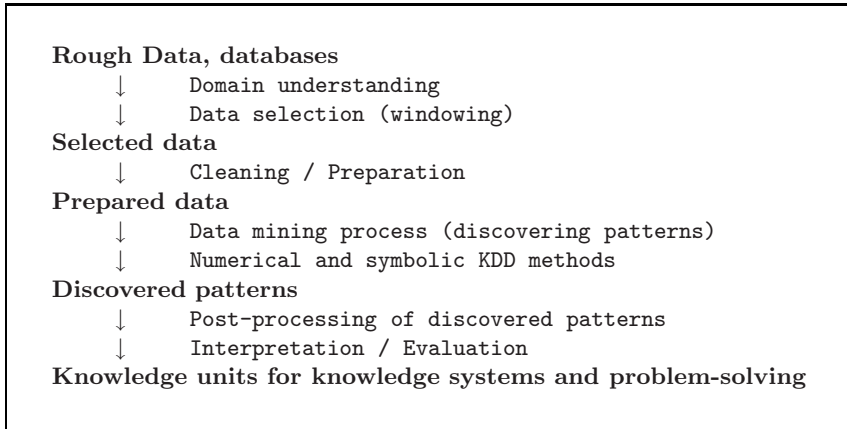 Rough Data, databases
↓ Domain understanding
↓ Data selection (windowing)
Selected data
↓ Cleaning / Preparation
Prepared data
↓ Data mining process (discovering patterns)
↓ Numerical and symbolic KDD methods
Discovered patterns
↓ Post-processing of discovered patterns
↓ Interpretation / Evaluation
Knowledge units for knowledge systems and problem-solving